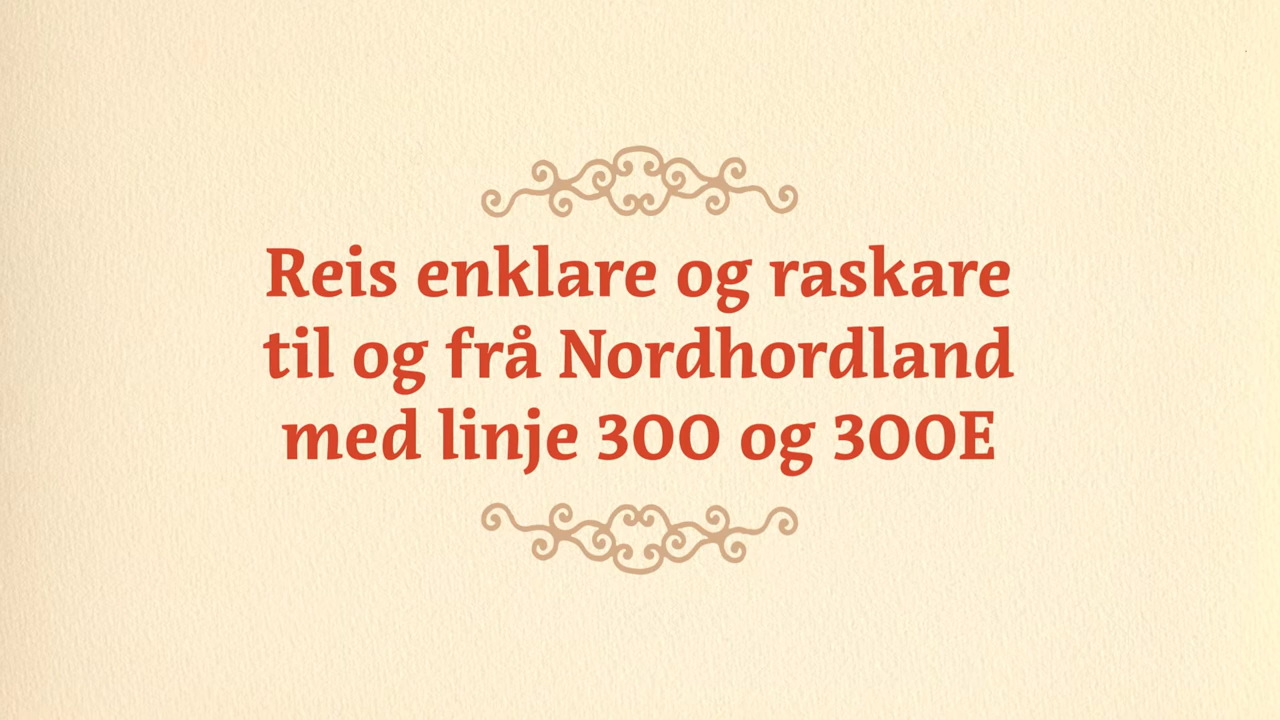 Reis enklare og raskare
til og frå Nordhordland
med linje 300 og 300E